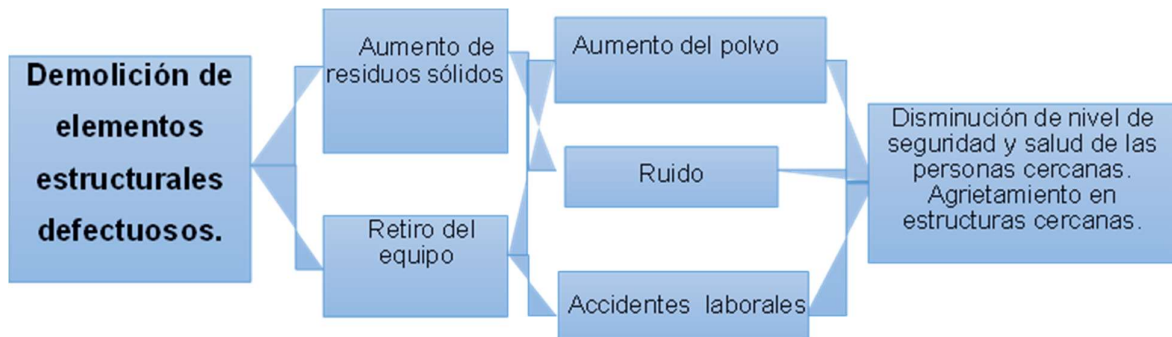 Demolición de
elementos
estructurales
defectuosos.
Aumento de
residuos sólidos
Retiro del
equipo
Aumento del polvo
Ruido
Accidentes laborales
Disminución de nivel de
seguridad y salud de las
personas cercanas.
Agrietamiento en
estructuras cercanas.